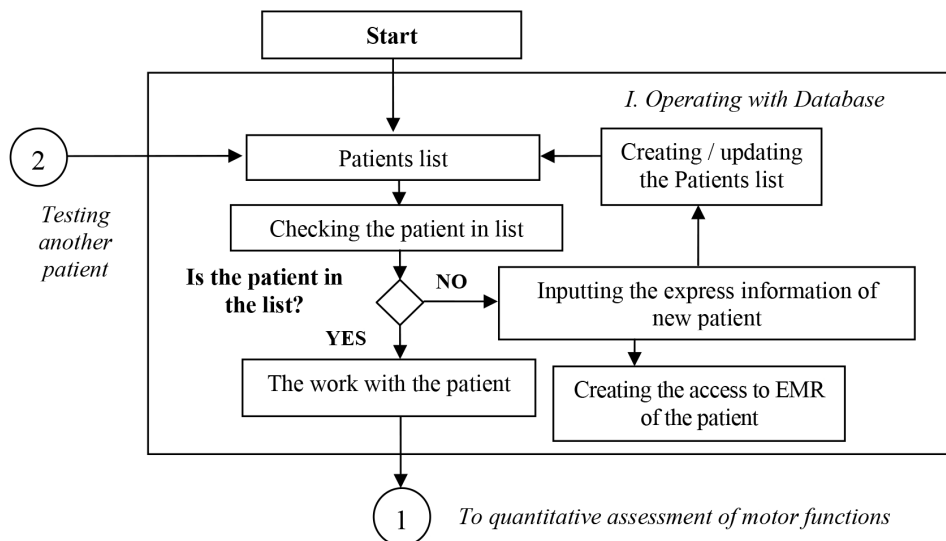 Start
I. Operating with Database
2
Testing
another
patient
Patients list
Creating / updating
the Patients list
Checking the patient in list
Is the patient in
the list?
NO
YES
Inputting the express information of
new patient
The work with the patient
Creating the access to EMR
of the patient
1
To quantitative assessment of motor functions